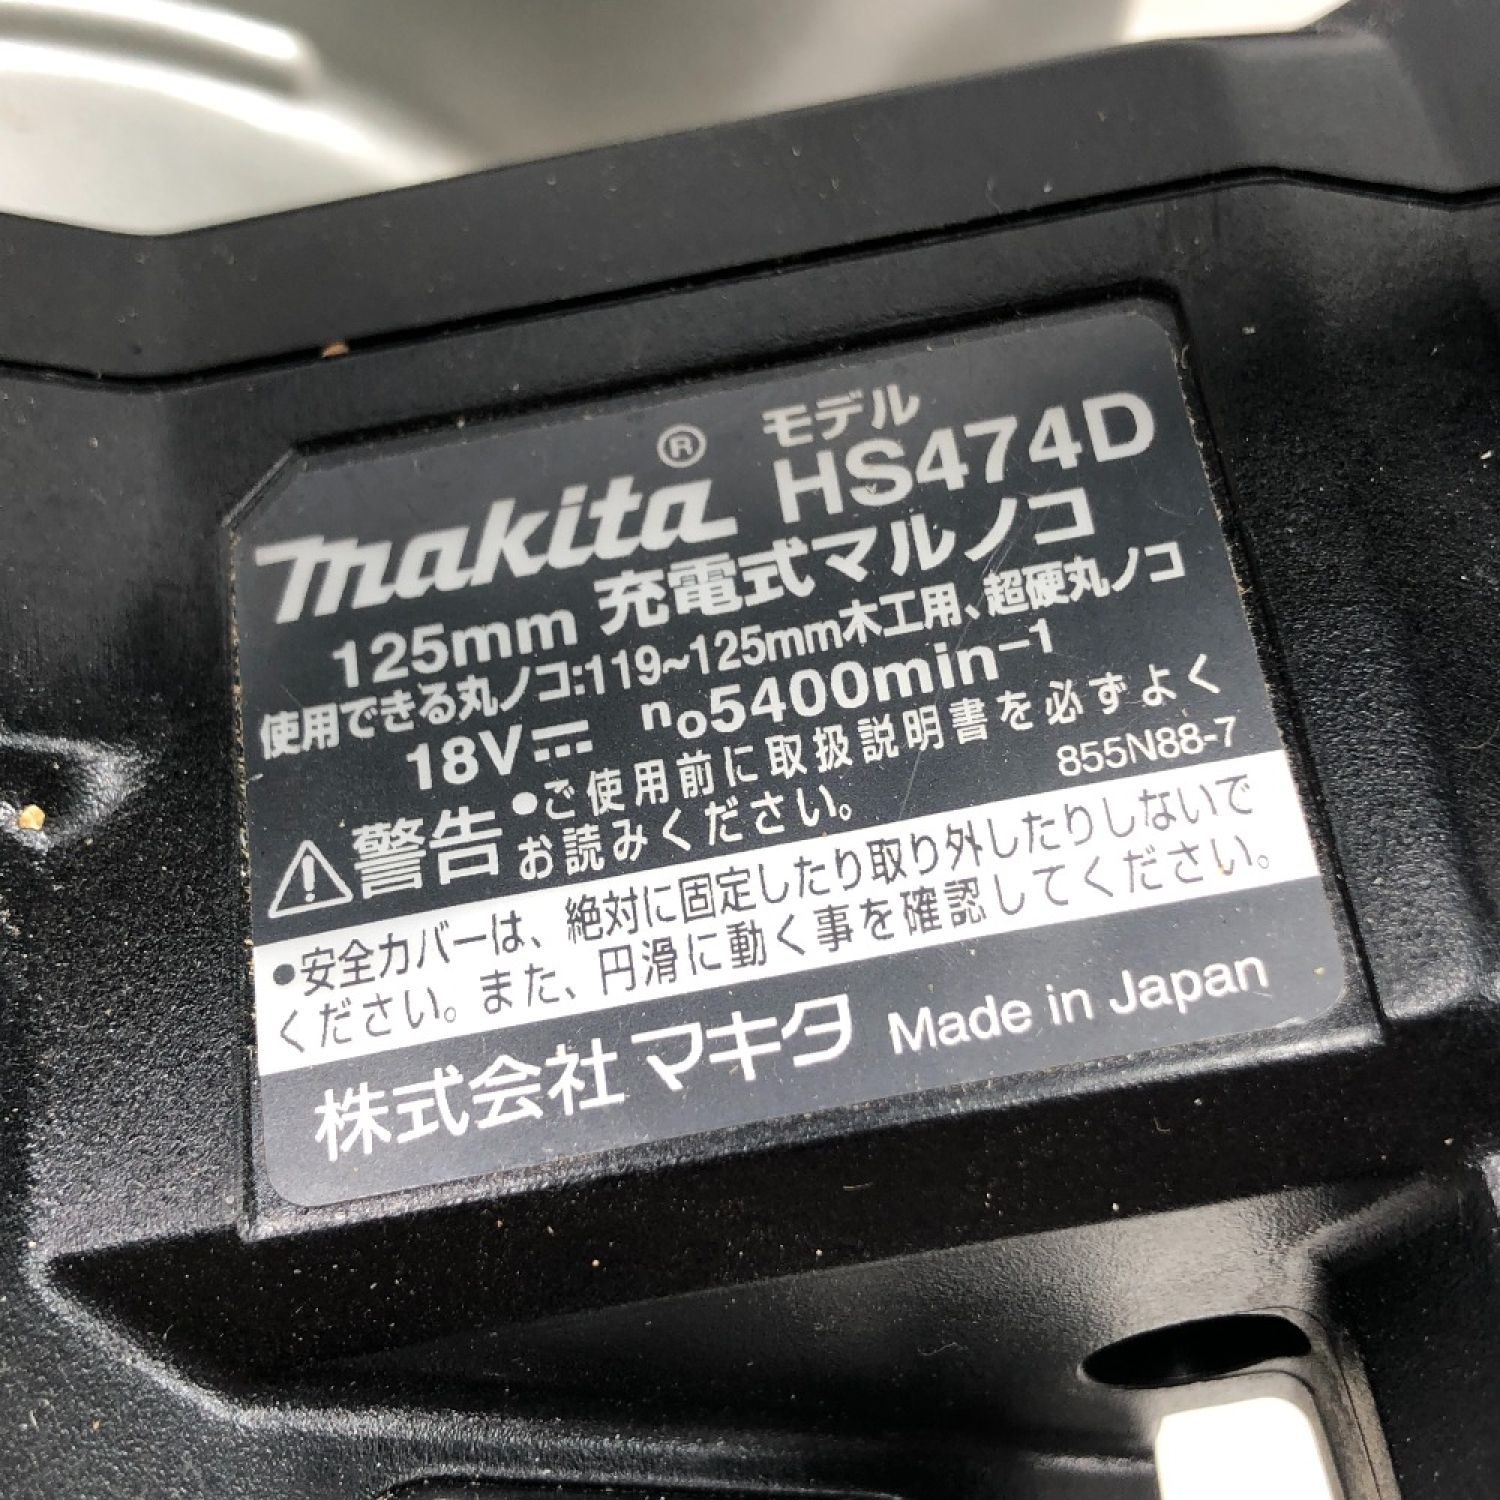 makita® モデル HS474D
125mm 充電式マルノコ
使用できる丸ノコ:119~125mm木工用、超硬丸ノコ
18V n₀5400min⁻¹
警告 ●ご使用前に取扱説明書を必ずよく
お読みください。 855N88-7
●安全カバーは、絶対に固定したり取り外したりしないで
ください。また、円滑に動く事を確認してください。
株式会社マキタ Made in Japan